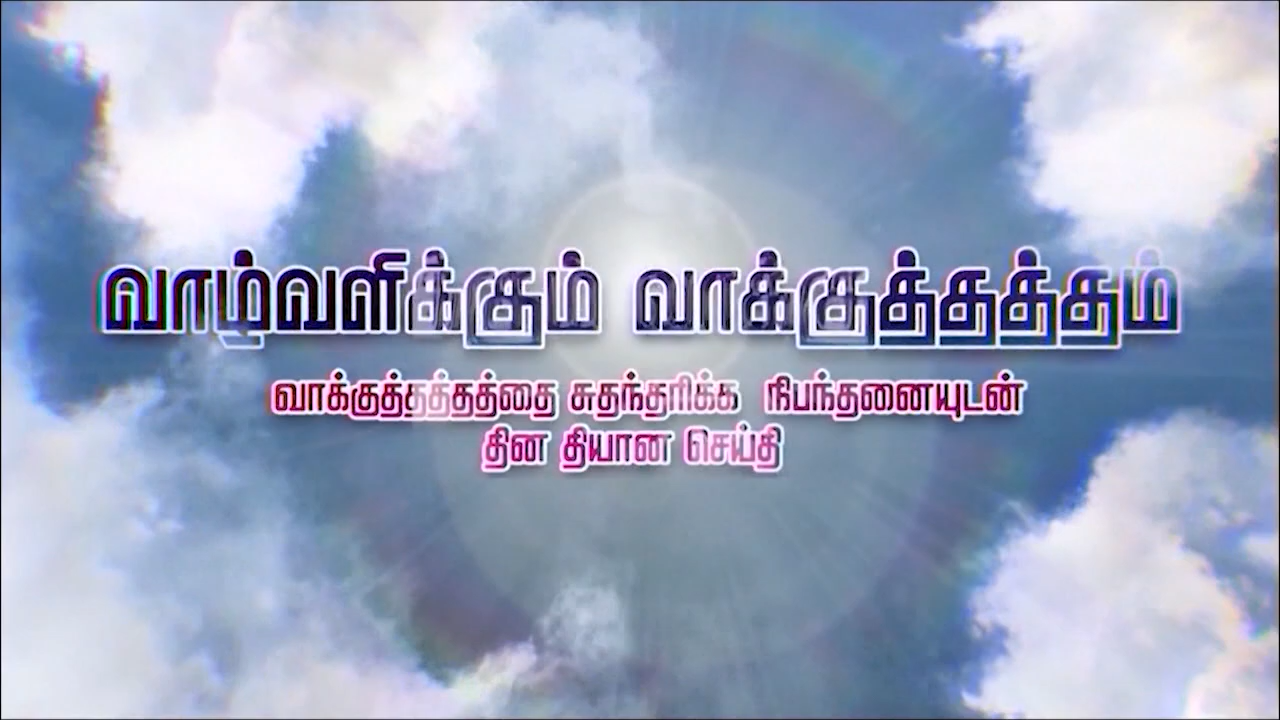 வாழ்வளிக்கும் வாக்குத்தத்தம்
வாக்குத்தத்தத்தை சுதந்தரிக்க நிபந்தனையுடன்
தின தியான செய்தி